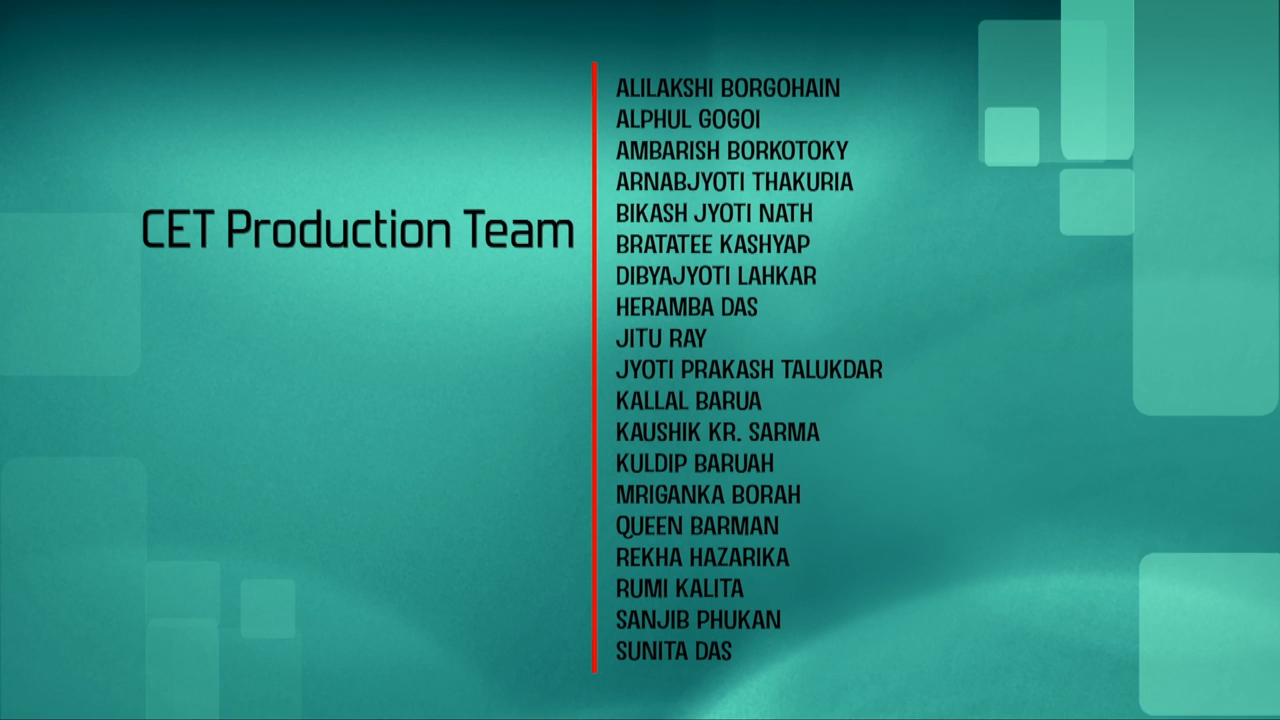 CET Production Team
ALILAKSHI BORGOHAIN
ALPHUL GOGOI
AMBARISH BORKOTOKY
ARNABJYOTI THAKURIA
BIKASH JYOTI NATH
BRATATEE KASHYAP
DIBYAJYOTI LAHKAR
HERAMBA DAS
JITU RAY
JYOTI PRAKASH TALUKDAR
KALLAL BARUA
KAUSHIK KR. SARMA
KULDIP BARUAH
MRIGANKA BORAH
QUEEN BARMAN
REKHA HAZARIKA
RUMI KALITA
SANJIB PHUKAN
SUNITA DAS